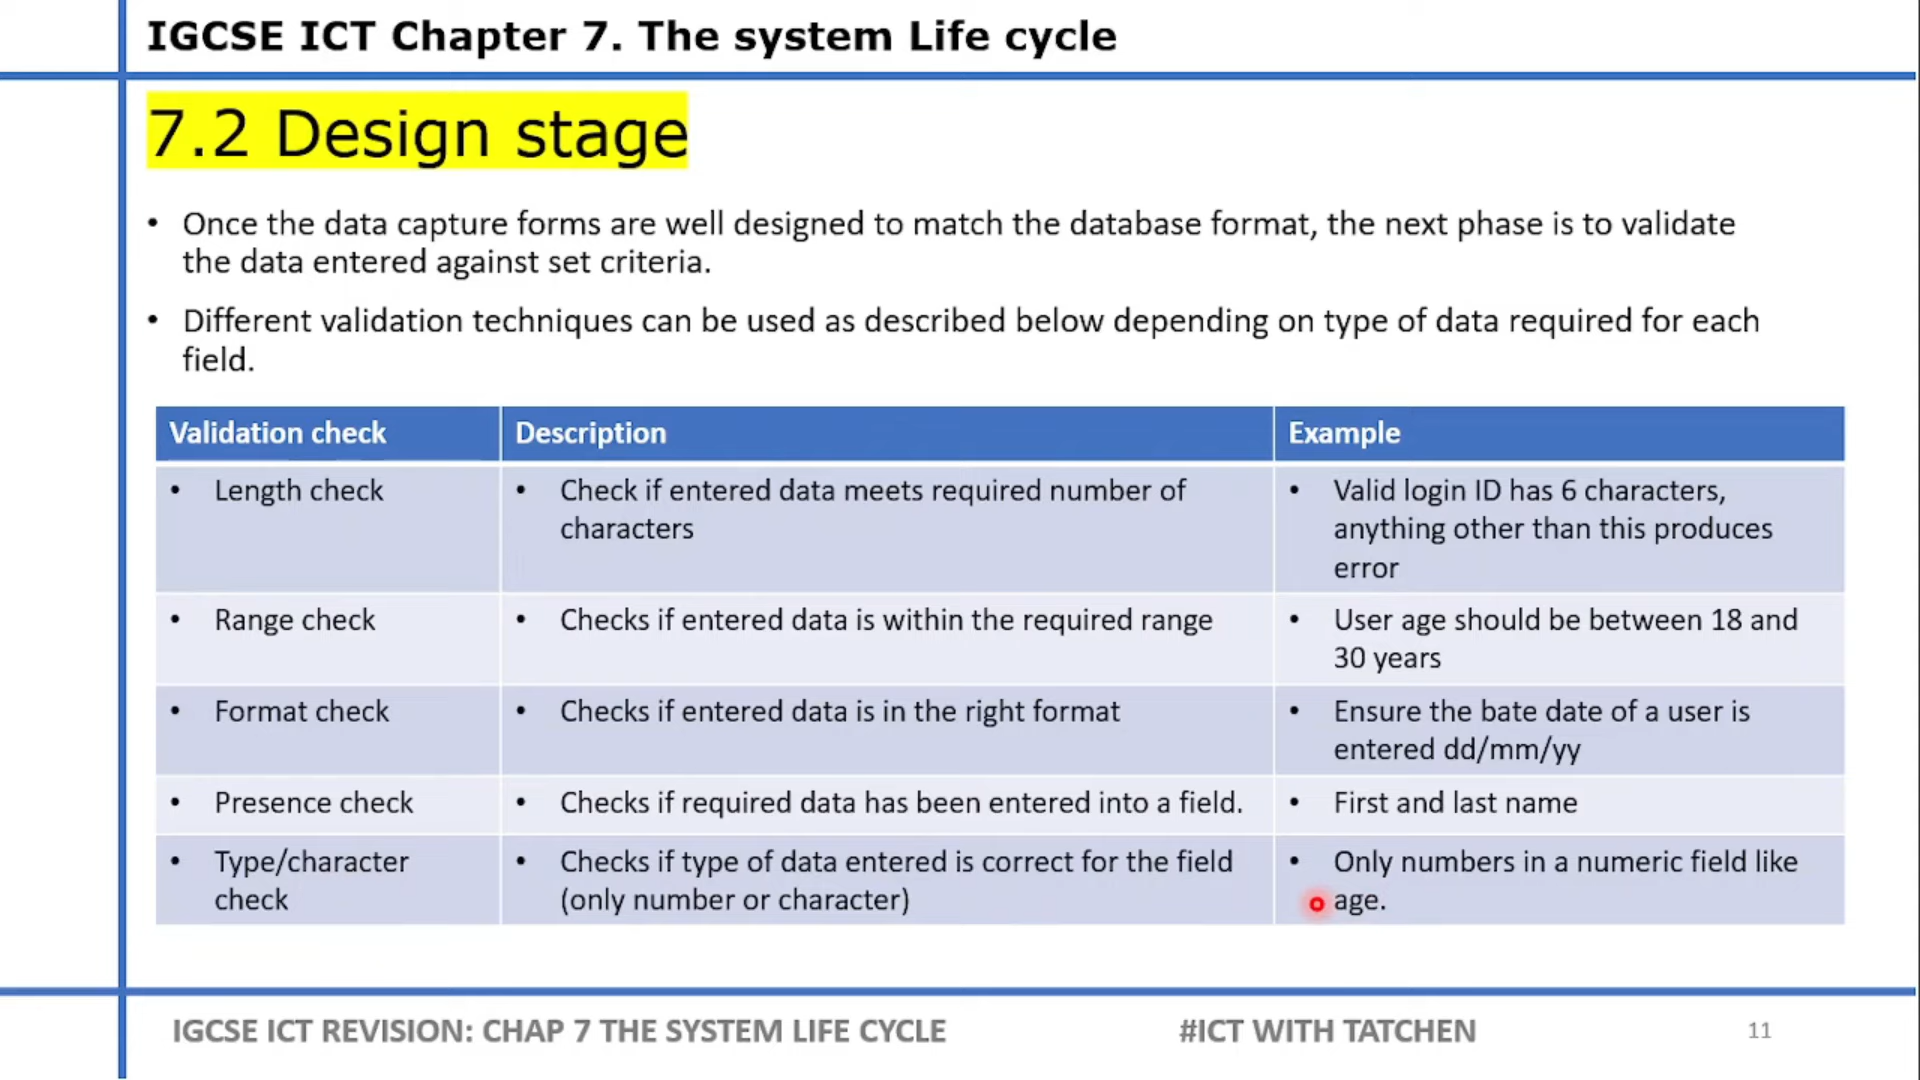 IGCSE ICT Chapter 7. The system Life cycle
7.2 Design stage
• Once the data capture forms are well designed to match the database format, the next phase is to validate
the data entered against set criteria.
• Different validation techniques can be used as described below depending on type of data required for each
field.
Validation check
Description
Example
• Length check
• Check if entered data meets required number of
characters
• Valid login ID has 6 characters,
anything other than this produces
error
• Range check
• Checks if entered data is within the required range
• User age should be between 18 and
30 years
• Format check
• Checks if entered data is in the right format
• Ensure the bate date of a user is
entered dd/mm/yy
• Presence check
• Checks if required data has been entered into a field.
• First and last name
• Type/character
check
• Checks if type of data entered is correct for the field
(only number or character)
• Only numbers in a numeric field like
age.
IGCSE ICT REVISION: CHAP 7 THE SYSTEM LIFE CYCLE
#ICT WITH TATCHEN
11